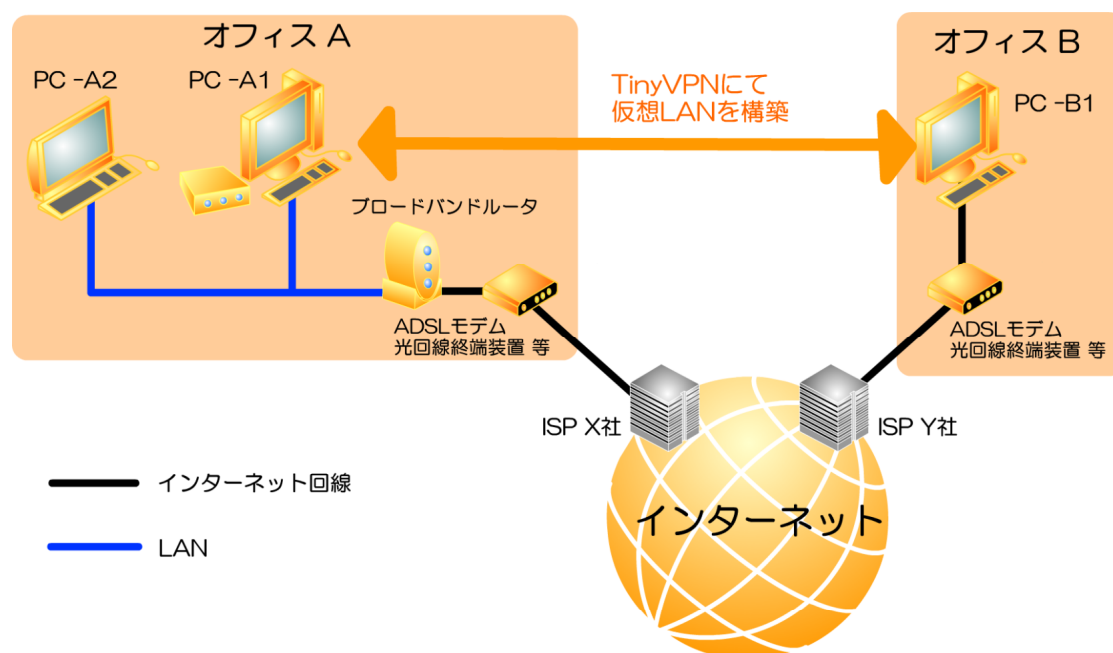 オフィス A
PC -A2
PC -A1
ブロードバンドルータ
ADSLモデム
光回線終端装置 等
TinyVPNにて
仮想LANを構築
オフィス B
PC -B1
ADSLモデム
光回線終端装置 等
ISP X社
ISP Y社
インターネット
インターネット回線
LAN